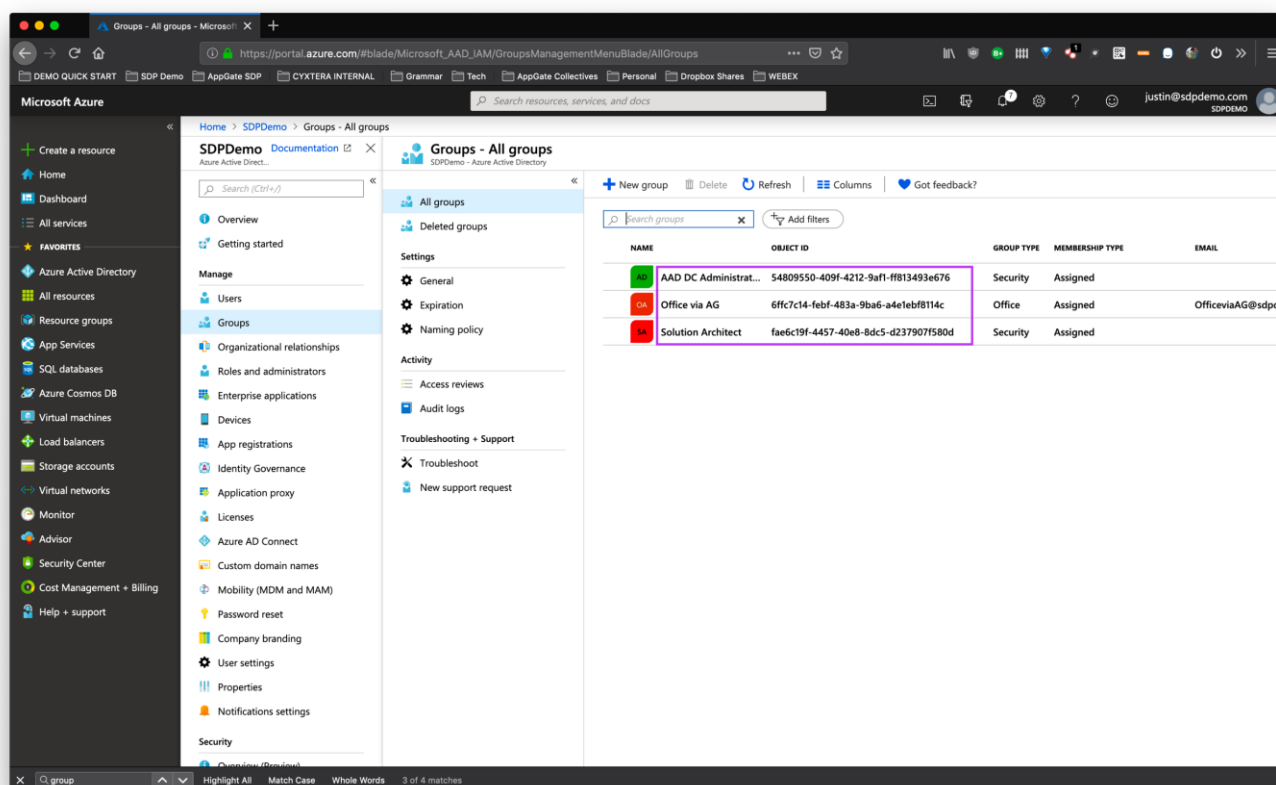 Groups - All groups - Microsoft
https://portal.azure.com/#blade/Microsoft_AAD_IAM/GroupsManagementMenuBlade/AllGroups
1
DEMO QUICK START SDP Demo AppGate SDP CYXTERA INTERNAL Grammar Tech AppGate Collectives Personal Dropbox Shares WEBEX
Microsoft Azure
Search resources, services, and docs
7
justin@sdpdemo.com
SDPDEMO
Create a resource
Home
Dashboard
All services
FAVORITES
Azure Active Directory
All resources
Resource groups
App Services
SQL databases
Azure Cosmos DB
Virtual machines
Load balancers
Storage accounts
Virtual networks
Monitor
Advisor
Security Center
Cost Management + Billing
Help + support
Home > SDPDemo > Groups - All groups
SDPDemo Documentation
Azure Active Direct...
Search (Ctrl+/)
Overview
Getting started
Manage
Users
Groups
Organizational relationships
Roles and administrators
Enterprise applications
Devices
App registrations
Identity Governance
Application proxy
Licenses
Azure AD Connect
Custom domain names
Mobility (MDM and MAM)
Password reset
Company branding
User settings
Properties
Notifications settings
Security
Overview (Preview)
Groups - All groups
SDPDemo - Azure Active Directory
All groups
Deleted groups
Settings
General
Expiration
Naming policy
Activity
Access reviews
Audit logs
Troubleshooting + Support
Troubleshoot
New support request
New group Delete Refresh Columns Got feedback?
Search groups Add filters
NAME OBJECT ID GROUP TYPE MEMBERSHIP TYPE EMAIL
AD AAD DC Administrat... 54809550-409f-4212-9af1-ff813493e676 Security Assigned
OA Office via AG 6ffc7c14-febf-483a-9ba6-a4e1ebf8114c Office Assigned OfficeviaAG@sdpd
SA Solution Architect fae6c19f-4457-40e8-8dc5-d237907f580d Security Assigned
group Highlight All Match Case Whole Words 3 of 4 matches